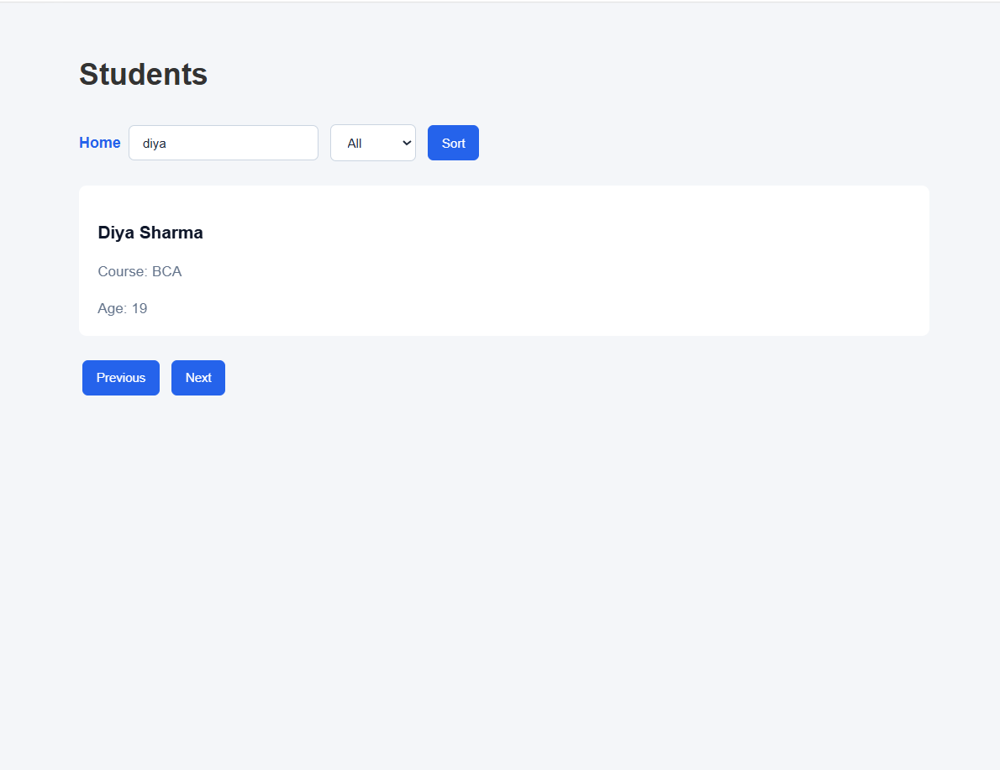 Students
Home diya All Sort
Diya Sharma
Course: BCA
Age: 19
Previous Next